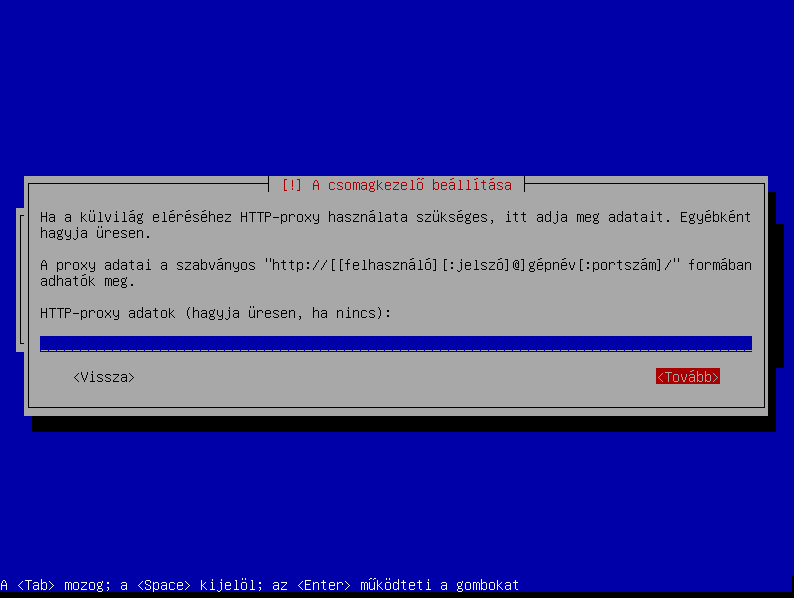 [!] A csomagkezelő beállítása
Ha a külvilág eléréséhez HTTP-proxy használata szükséges, itt adja meg adatait. Egyébként
hagyja üresen.
A proxy adatai a szabványos "http://[[felhasználó][:jelszó]@]gépnév[:portszám]/" formában
adhatók meg.
HTTP-proxy adatok (hagyja üresen, ha nincs):
<Vissza> <Tovább>
A <Tab> mozog; a <Space> kijelöl; az <Enter> működteti a gombokat